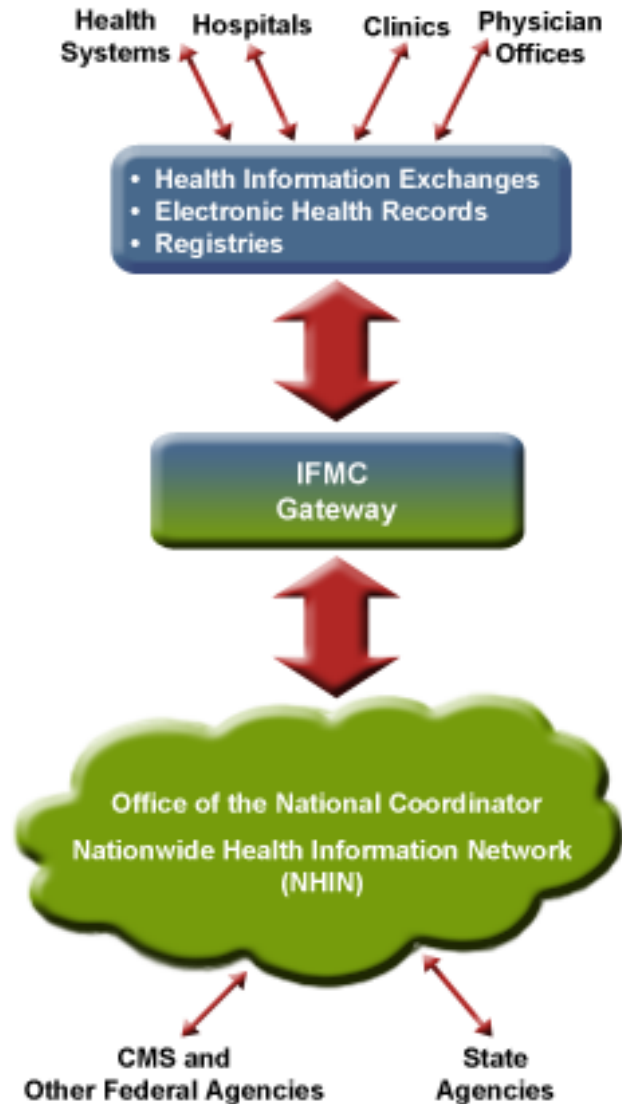 Health
Systems
Hospitals
Clinics
Physician
Offices
• Health Information Exchanges
• Electronic Health Records
• Registries
IFMC
Gateway
Office of the National Coordinator
Nationwide Health Information Network
(NHIN)
CMS and
Other Federal Agencies
State
Agencies